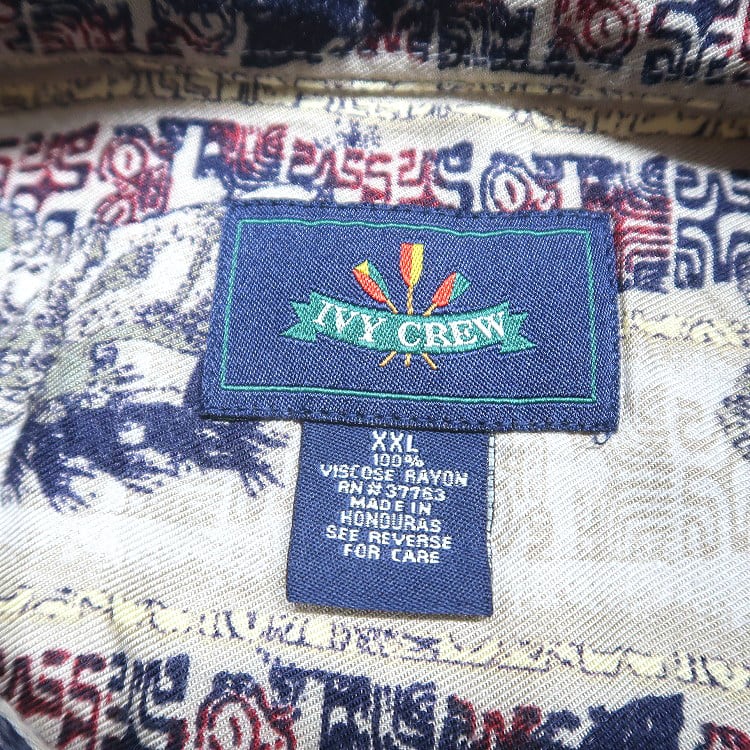 IVY CREW
XXL
100%
VISCOSE RAYON
RN # 37763
MADE IN
HONDURAS
SEE REVERSE
FOR CARE